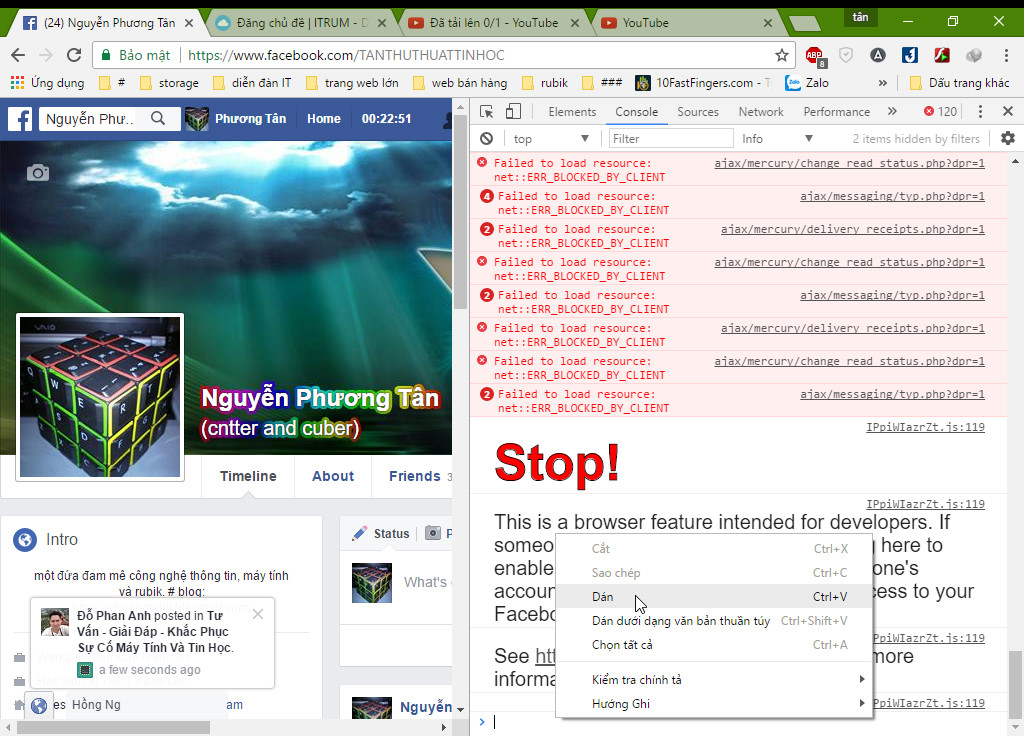 (24) Nguyễn Phương Tân
Đăng chủ đề | ITRUM - D
Đã tải lên 0/1 - YouTube
YouTube
tân
Bảo mật
https://www.facebook.com/TANTHUTHUATTINHOC
ABP
8
Ứng dụng
#
storage
diễn đàn IT
trang web lớn
web bán hàng
rubik
###
10FastFingers.com - T
Zalo
»
Dấu trang khác
Nguyễn Phư..
Phương Tân
Home
00:22:51
VAIO
Nguyễn Phương Tân
(cntter and cuber)
Timeline
About
Friends 3
Intro
một đứa đam mê công nghệ thông tin, máy tính
và rubik. # blog:
Đỗ Phan Anh posted in Tư
Vấn - Giải Đáp - Khắc Phục
Sự Cố Máy Tính Và Tin Học.
a few seconds ago
Hồng Ng
am
Status
P
What's
Nguyễn
Elements
Console
Sources
Network
Performance
»
120
top
Filter
Info
2 items hidden by filters
Failed to load resource:
ajax/mercury/change_read_status.php?dpr=1
net::ERR_BLOCKED_BY_CLIENT
4 Failed to load resource:
ajax/messaging/typ.php?dpr=1
net::ERR_BLOCKED_BY_CLIENT
2 Failed to load resource:
ajax/mercury/delivery_receipts.php?dpr=1
net::ERR_BLOCKED_BY_CLIENT
Failed to load resource:
ajax/mercury/change_read_status.php?dpr=1
net::ERR_BLOCKED_BY_CLIENT
2 Failed to load resource:
ajax/messaging/typ.php?dpr=1
net::ERR_BLOCKED_BY_CLIENT
Failed to load resource:
ajax/mercury/delivery_receipts.php?dpr=1
net::ERR_BLOCKED_BY_CLIENT
Failed to load resource:
ajax/mercury/change_read_status.php?dpr=1
net::ERR_BLOCKED_BY_CLIENT
2 Failed to load resource:
ajax/messaging/typ.php?dpr=1
net::ERR_BLOCKED_BY_CLIENT
IPpiWIazrZt.js:119
Stop!
IPpiWIazrZt.js:119
This is a browser feature intended for developers. If
someo
g here to
enable
one's
accoun
cess to your
Facebo
PpiWIazrZt.js:119
See htt
more
informa
PpiWIazrZt.js:119
Cắt Ctrl+X
Sao chép Ctrl+C
Dán Ctrl+V
Dán dưới dạng văn bản thuần túy Ctrl+Shift+V
Chọn tất cả Ctrl+A
Kiểm tra chính tả
Hướng Ghi